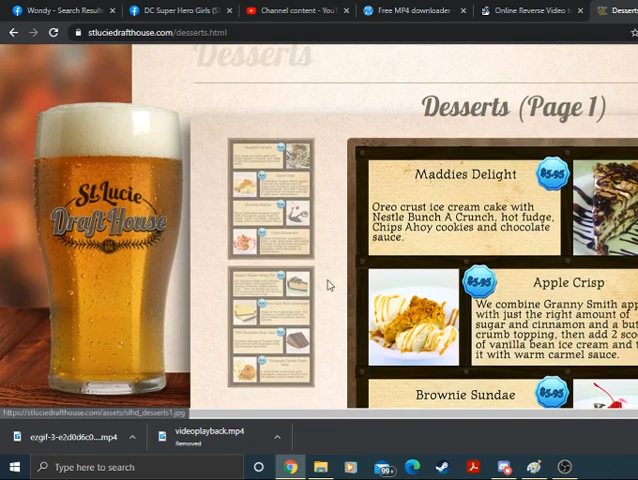 Wondy - Search Results
DC Super Hero Girls (S
Channel content - YouT
Free MP4 downloader
Online Reverse Video to
Desserts
stluciedrafthouse.com/desserts.html
Desserts
Desserts (Page 1)
St. Lucie
Draft House
Maddies Delight
$5.95
Oreo crust ice cream cake with
Nestle Bunch A Crunch, hot fudge,
Chips Ahoy cookies and chocolate
sauce.
$5.95
Apple Crisp
We combine Granny Smith app
with just the right amount of
sugar and cinnamon and a bu
crumb topping, then add 2 sco
of vanilla bean ice cream and t
it with warm carmel sauce.
Brownie Sundae
$5.95
https://stluciedrafthouse.com/assets/slhd_desserts1.jpg
ezgif-3-e2d0d6c0....mp4
videoplayback.mp4
Removed
Type here to search
99+